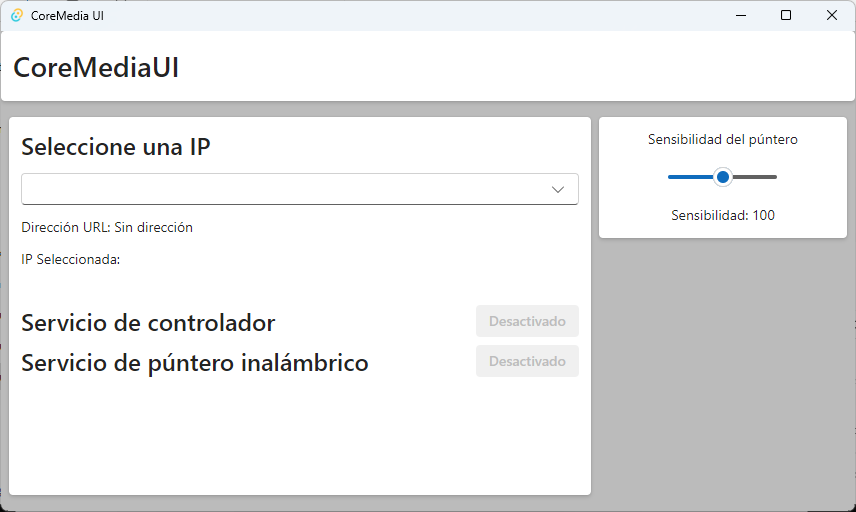 CoreMedia UI
CoreMediaUI
Seleccione una IP
Dirección URL: Sin dirección
IP Seleccionada:
Servicio de controlador
Desactivado
Servicio de púntero inalámbrico
Desactivado
Sensibilidad del púntero
Sensibilidad: 100